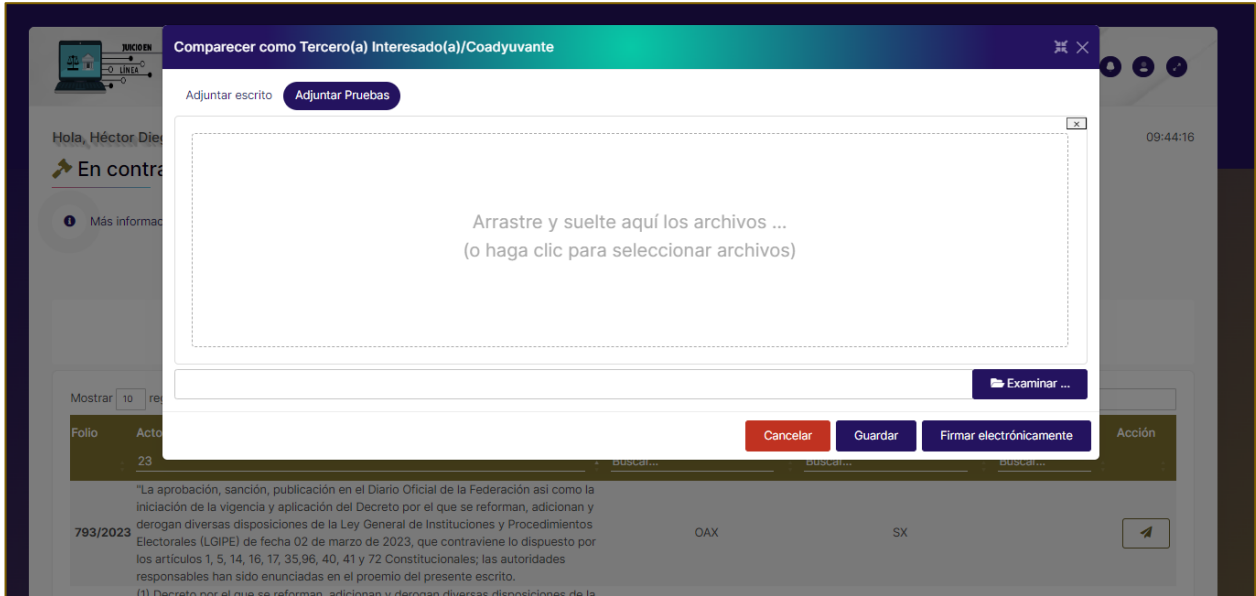 JUICIO EN
LÍNEA
Comparecer como Tercero(a) Interesado(a)/Coadyuvante
Adjuntar escrito Adjuntar Pruebas
Hola, Héctor
09:44:16
En contra
Más informac
Arrastre y suelte aquí los archivos ...
(o haga clic para seleccionar archivos)
Examinar ...
Mostrar 10 re
Cancelar Guardar Firmar electrónicamente
Folio Acto Acción
23 Buscar... Buscar... Buscar...
"La aprobación, sanción, publicación en el Diario Oficial de la Federación asi como la
iniciación de la vigencia y aplicación del Decreto por el que se reforman, adicionan y
derogan diversas disposiciones de la Ley General de Instituciones y Procedimientos
793/2023 Electorales (LGIPE) de fecha 02 de marzo de 2023, que contraviene lo dispuesto por OAX SX
los artículos 1, 5, 14, 16, 17, 35,96, 40, 41 y 72 Constitucionales; las autoridades
responsables han sido enunciadas en el proemio del presente escrito.
(1) Decreto por el que se reforman, adicionan y derogan diversas disposiciones de la